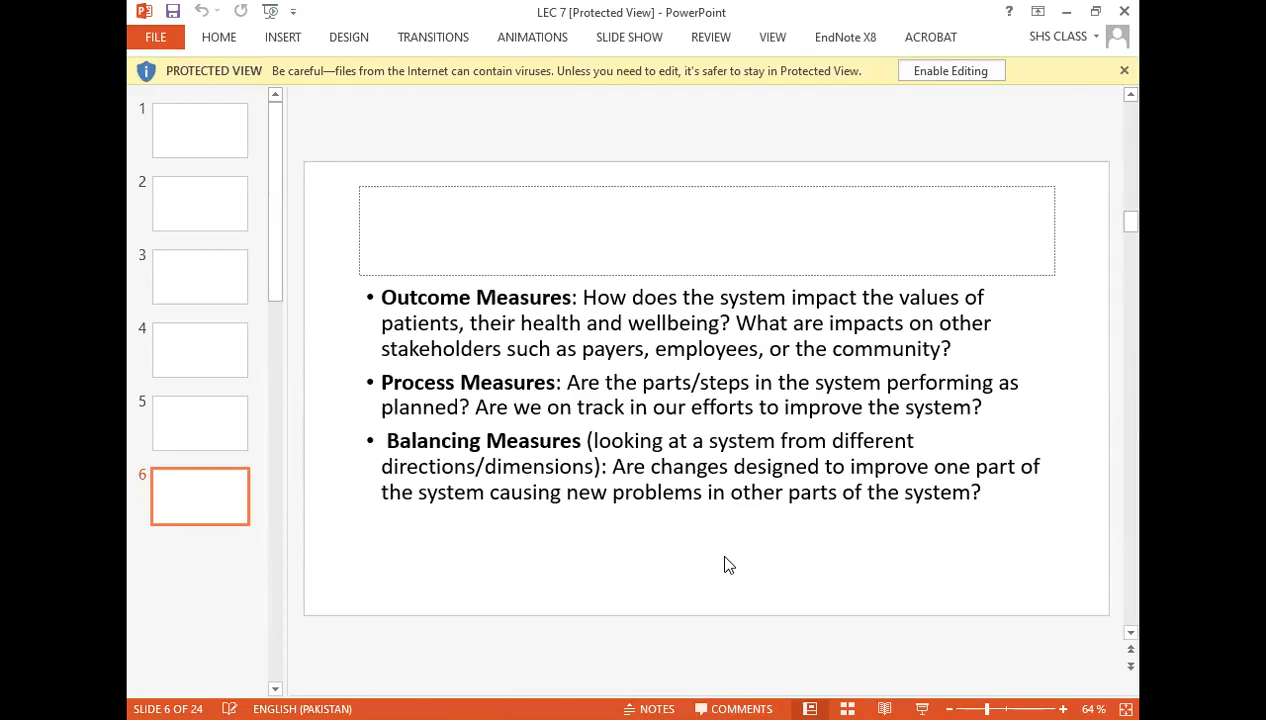 LEC 7 [Protected View] - PowerPoint
?
FILE HOME INSERT DESIGN TRANSITIONS ANIMATIONS SLIDE SHOW REVIEW VIEW EndNote X8 ACROBAT SHS CLASS
PROTECTED VIEW Be careful—files from the Internet can contain viruses. Unless you need to edit, it's safer to stay in Protected View. Enable Editing
1
2
3
4
5
6
• Outcome Measures: How does the system impact the values of
patients, their health and wellbeing? What are impacts on other
stakeholders such as payers, employees, or the community?
• Process Measures: Are the parts/steps in the system performing as
planned? Are we on track in our efforts to improve the system?
• Balancing Measures (looking at a system from different
directions/dimensions): Are changes designed to improve one part of
the system causing new problems in other parts of the system?
SLIDE 6 OF 24 ENGLISH (PAKISTAN) NOTES COMMENTS 64 %